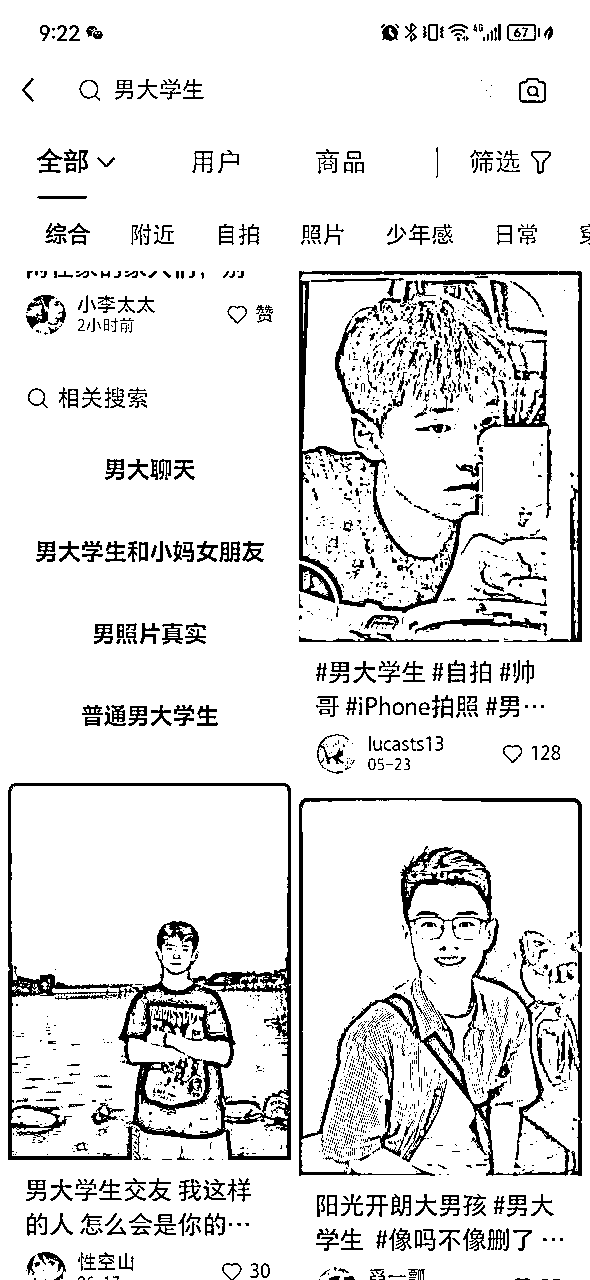 9:22
4G
67
男大学生
全部 用户 商品 筛选
综合 附近 自拍 照片 少年感 日常
小李太太
2小时前
赞
相关搜索
男大聊天
男大学生和小妈女朋友
男照片真实
普通男大学生
#男大学生 #自拍 #帅
哥 #iPhone拍照 #男…
lucasts13
05-23
128
男大学生交友 我这样
的人 怎么会是你的…
性空山
30
阳光开朗大男孩 #男大
学生 #像吗不像删了 …